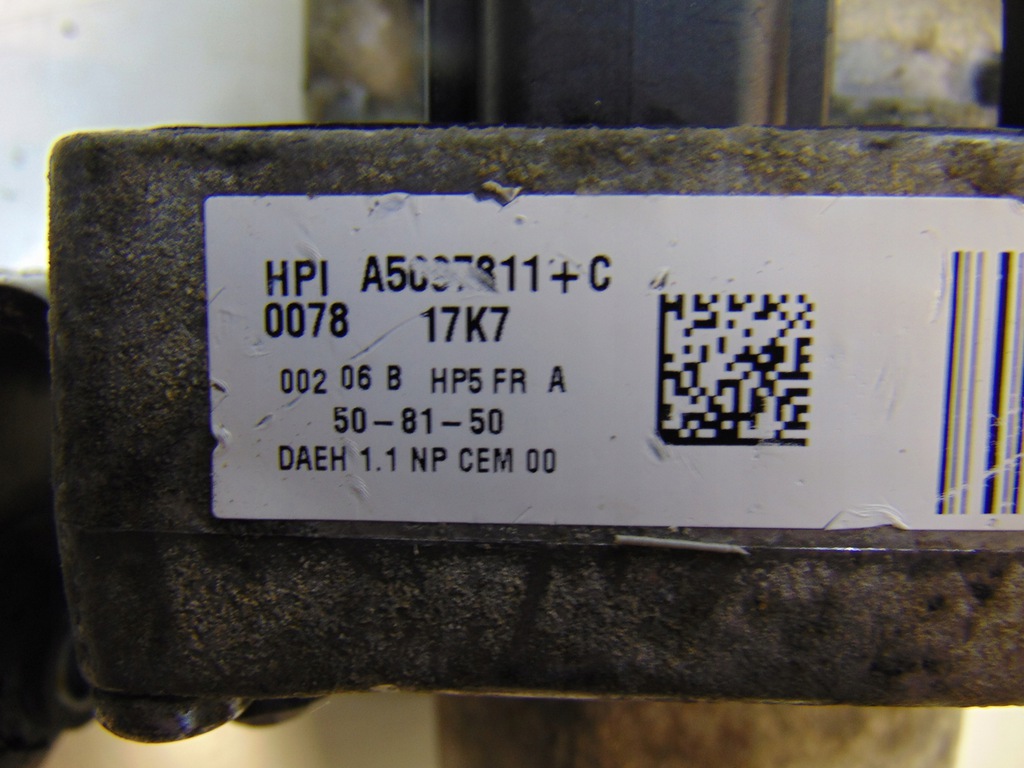 HPI +C
0078 17K7
002 06 B HP5 FR A
50-81-50
DAEH 1.1 NP CEM 00